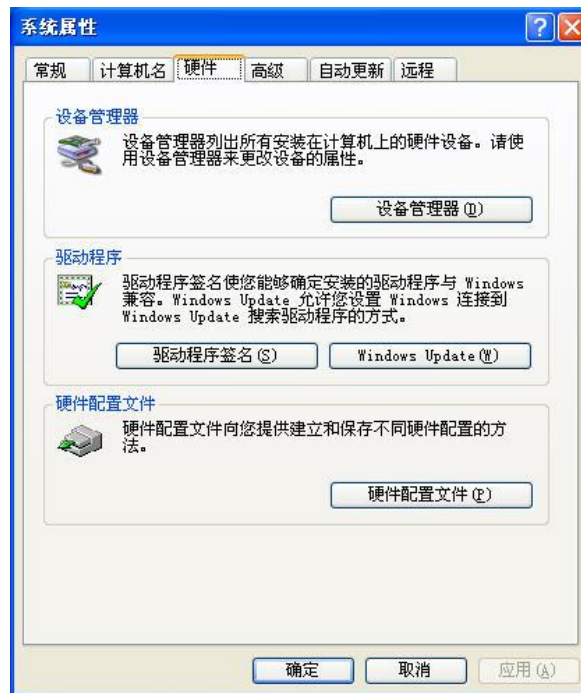 系统属性
常规 计算机名 硬件 高级 自动更新 远程
设备管理器
设备管理器列出所有安装在计算机上的硬件设备。请使
用设备管理器来更改设备的属性。
设备管理器(D)
驱动程序
驱动程序签名使您能够确定安装的驱动程序与 Windows
兼容。Windows Update 允许您设置 Windows 连接到
Windows Update 搜索驱动程序的方式。
驱动程序签名(S) Windows Update(W)
硬件配置文件
硬件配置文件向您提供建立和保存不同硬件配置的方
法。
硬件配置文件(P)
确定 取消 应用(A)